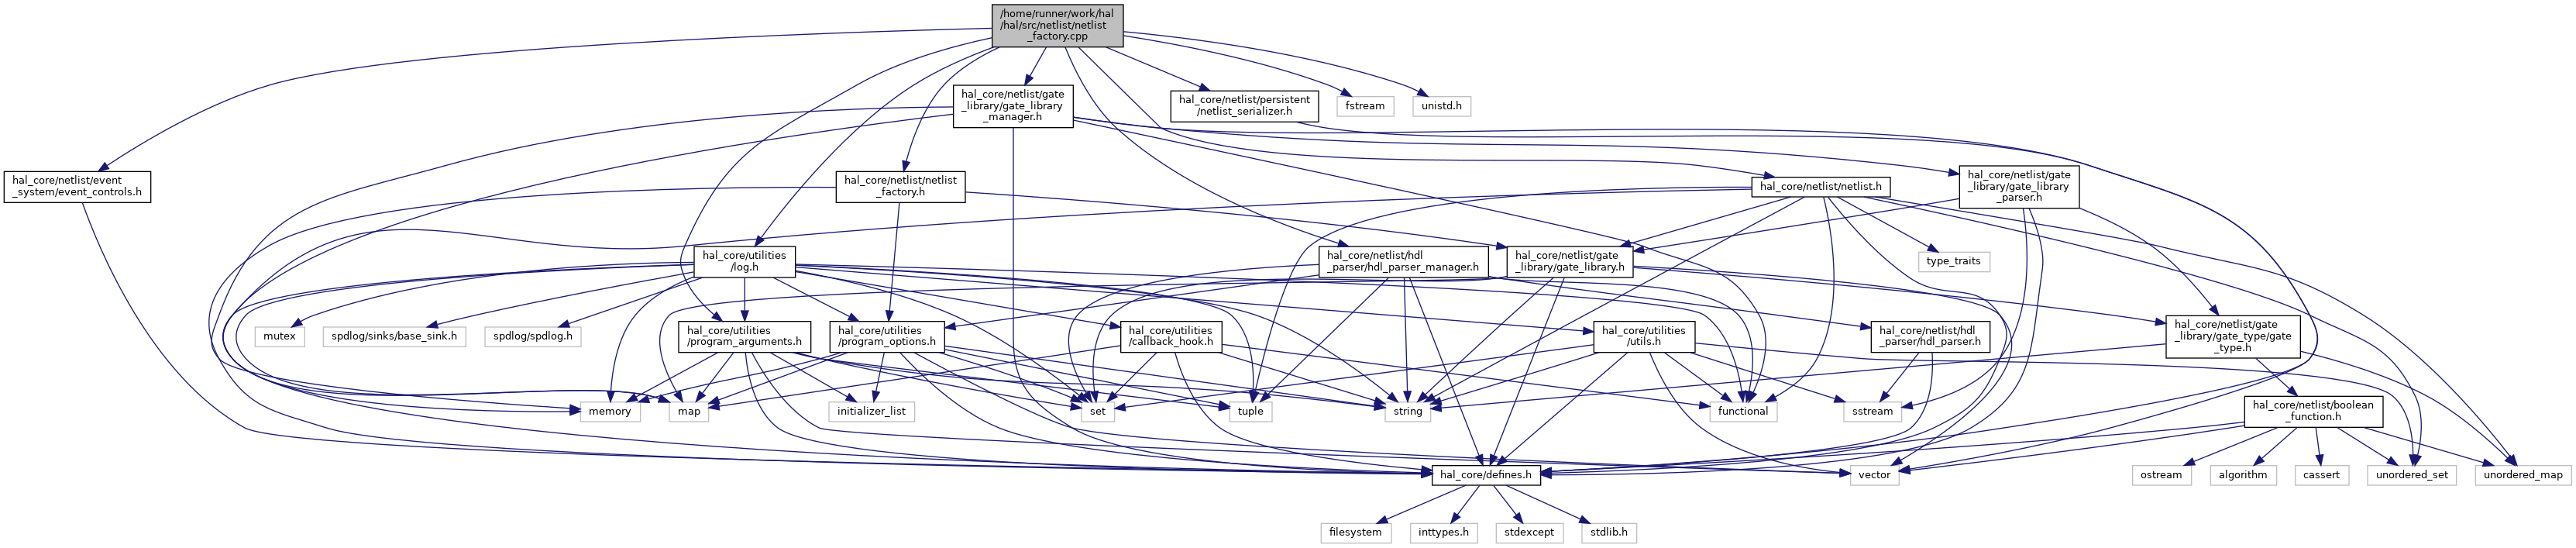 /home/runner/work/hal
/hal/src/netlist/netlist
_factory.cpp
hal_core/netlist/gate
_library/gate_library
_manager.h
hal_core/netlist/persistent
/netlist_serializer.h
fstream
unistd.h
hal_core/netlist/event
_system/event_controls.h
hal_core/netlist/netlist
_factory.h
hal_core/netlist/netlist.h
hal_core/netlist/gate
_library/gate_library
_parser.h
hal_core/utilities
/log.h
hal_core/netlist/hdl
_parser/hdl_parser_manager.h
hal_core/netlist/gate
_library/gate_library.h
type_traits
mutex
spdlog/sinks/base_sink.h
spdlog/spdlog.h
hal_core/utilities
/program_arguments.h
hal_core/utilities
/program_options.h
hal_core/utilities
/callback_hook.h
hal_core/utilities
/utils.h
hal_core/netlist/hdl
_parser/hdl_parser.h
hal_core/netlist/gate
_library/gate_type/gate
_type.h
memory
map
initializer_list
set
tuple
string
functional
sstream
hal_core/netlist/boolean
_function.h
hal_core/defines.h
vector
ostream
algorithm
cassert
unordered_set
unordered_map
filesystem
inttypes.h
stdexcept
stdlib.h